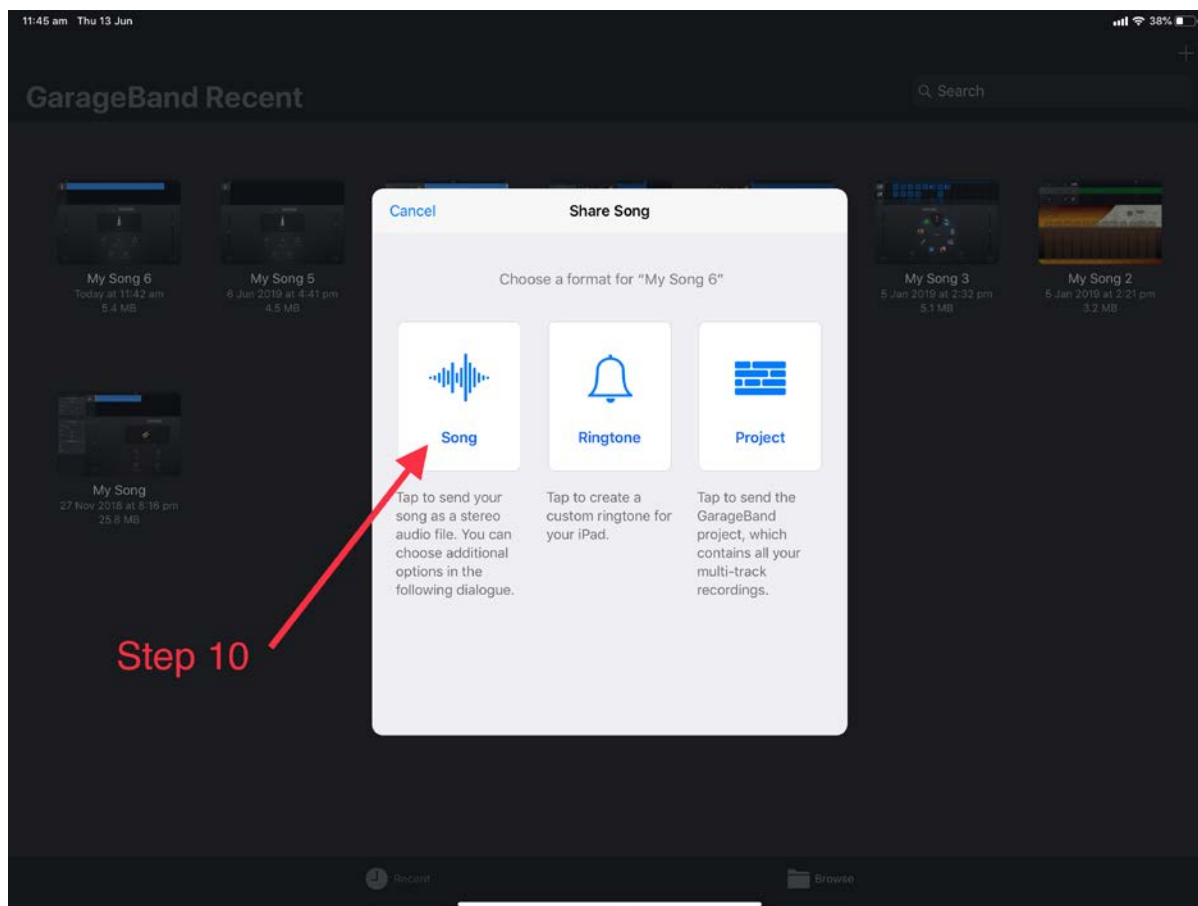 11:45 am Thu 13 Jun
38%
GarageBand Recent
Search
Cancel
Share Song
Choose a format for “My Song 6”
My Song 6
Today at 11:42 am
5.4 MB
My Song 5
6 Jun 2019 at 4:41 pm
4.5 MB
My Song 3
5 Jan 2019 at 2:32 pm
5.1 MB
My Song 2
5 Jan 2019 at 2:21 pm
3.2 MB
Song
Ringtone
Project
Tap to send your
song as a stereo
audio file. You can
choose additional
options in the
following dialogue.
Tap to create a
custom ringtone for
your iPad.
Tap to send the
GarageBand
project, which
contains all your
multi-track
recordings.
My Song
27 Nov 2018 at 8:16 pm
25.8 MB
Step 10
Recent
Browse